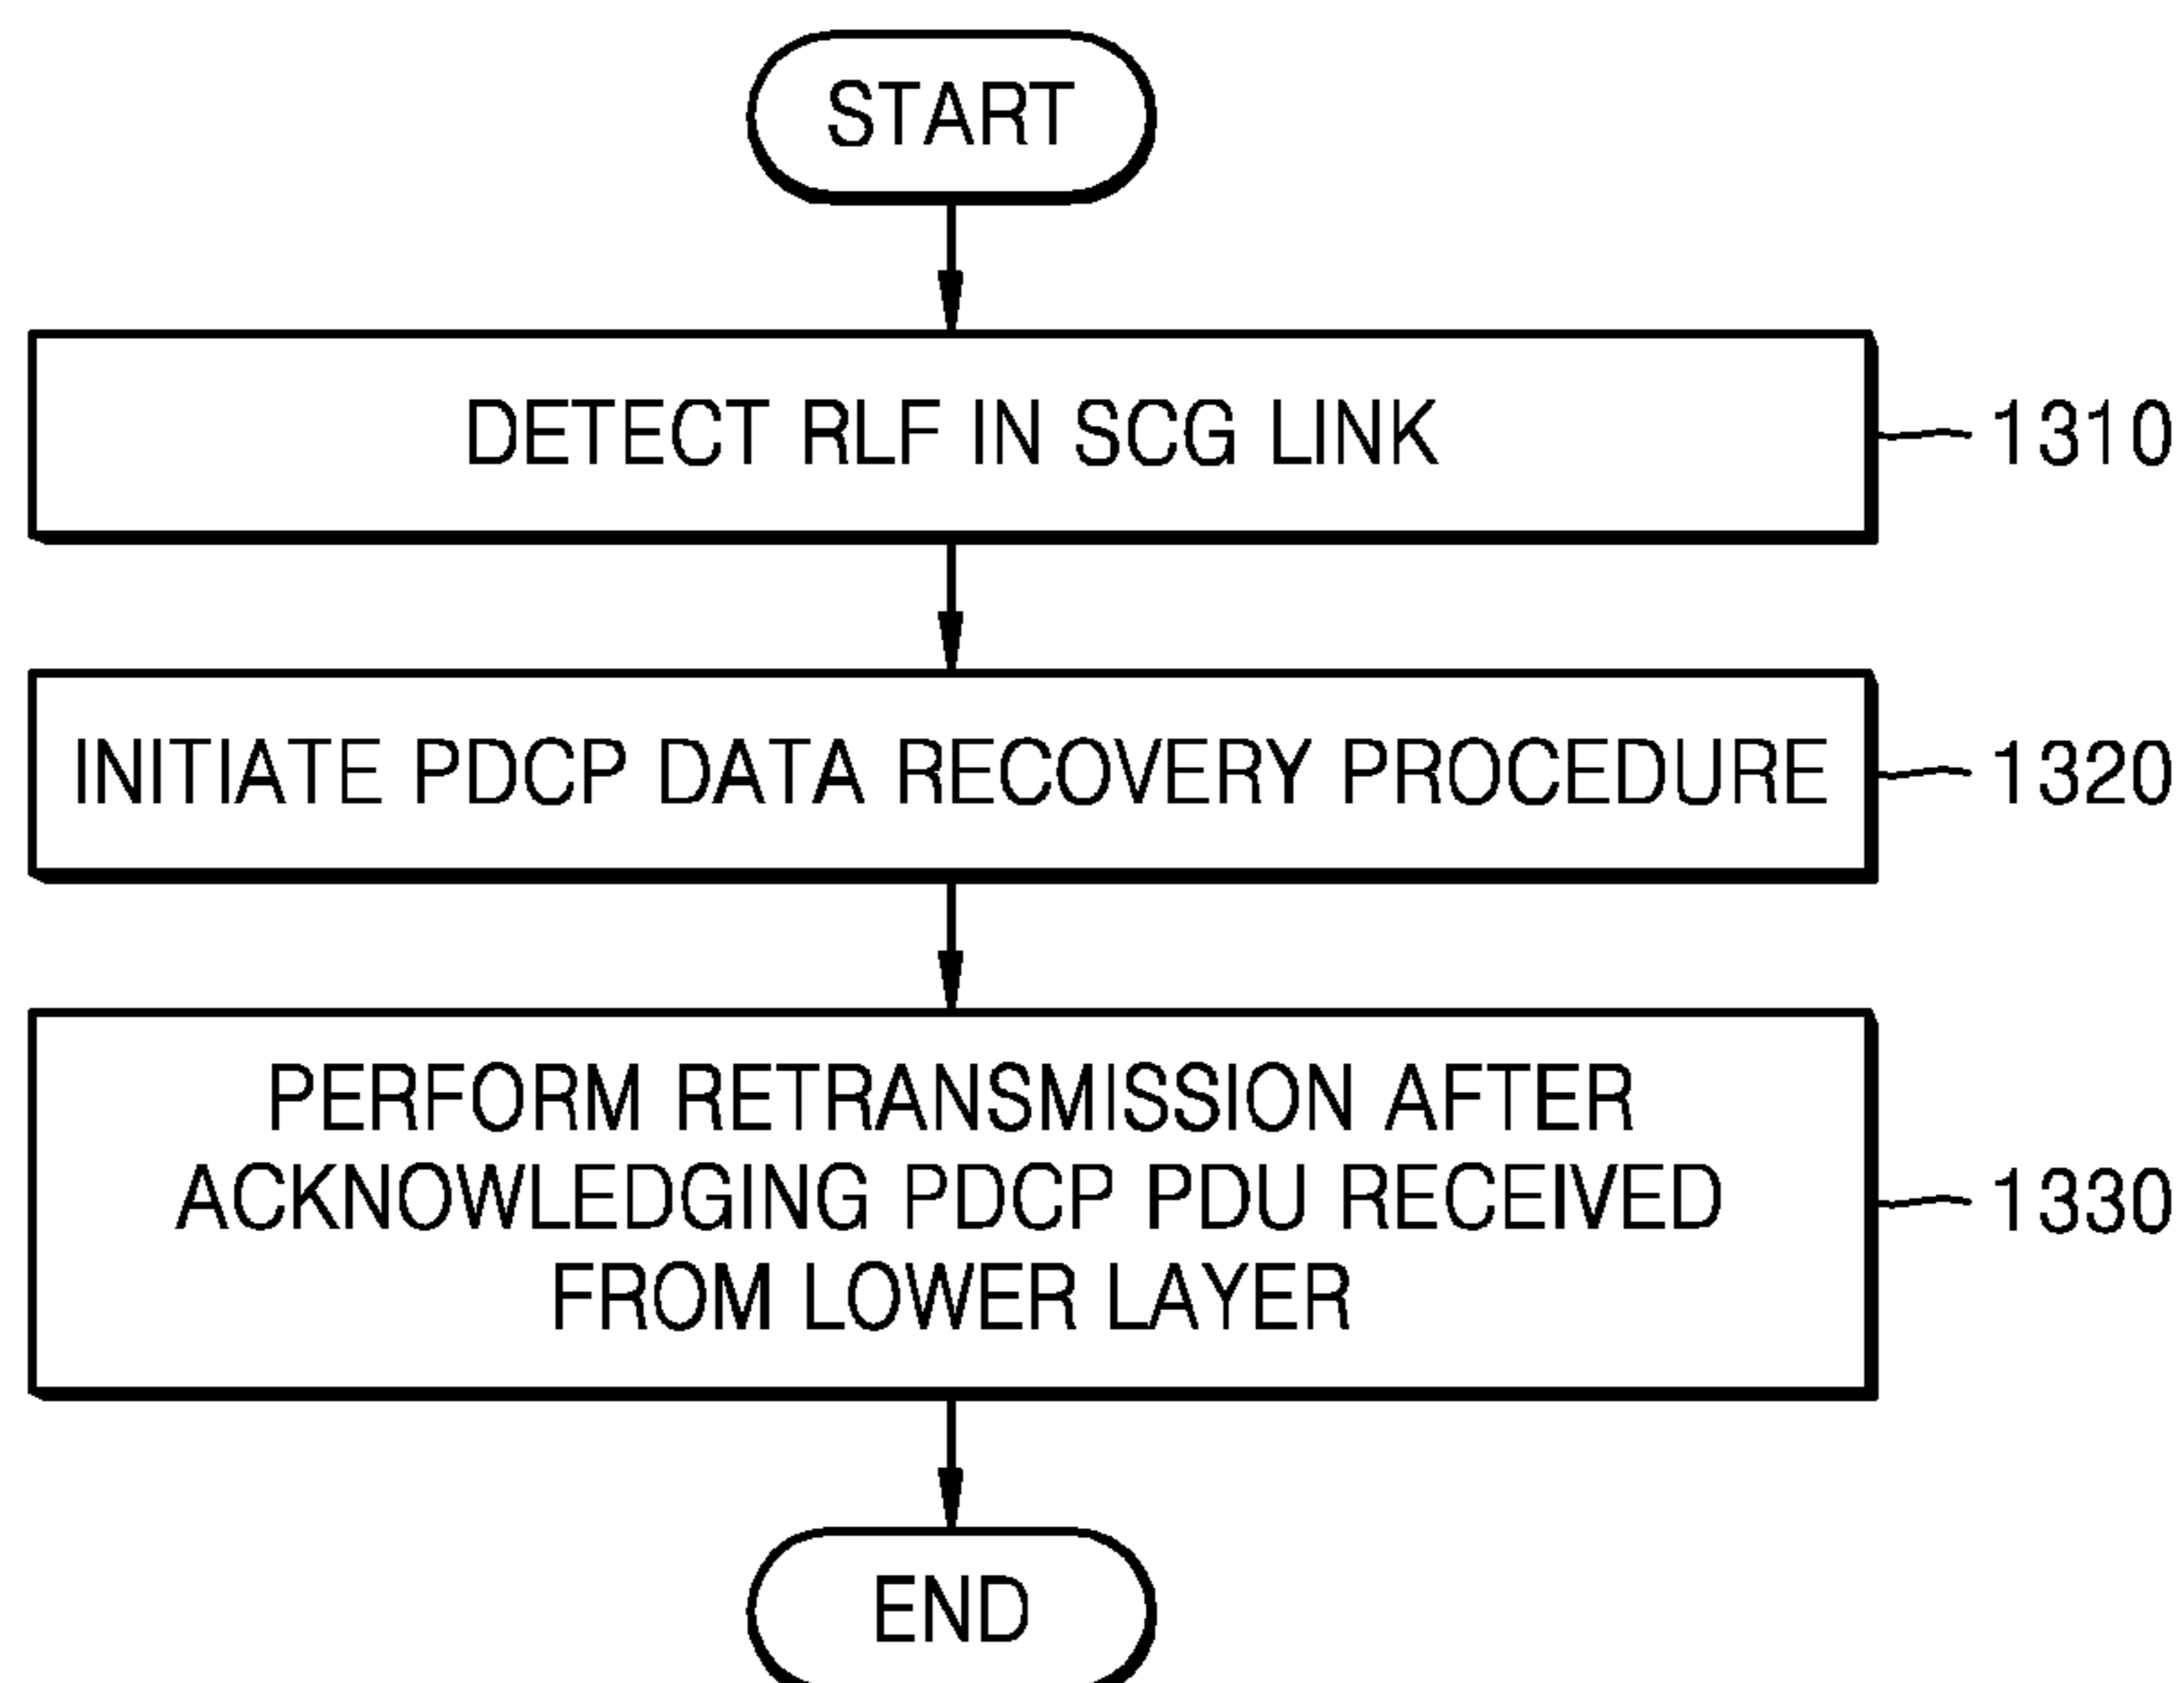 START
DETECT RLF IN SCG LINK
1310
INITIATE PDCP DATA RECOVERY PROCEDURE
1320
PERFORM RETRANSMISSION AFTER
ACKNOWLEDGING PDCP PDU RECEIVED
FROM LOWER LAYER
1330
END